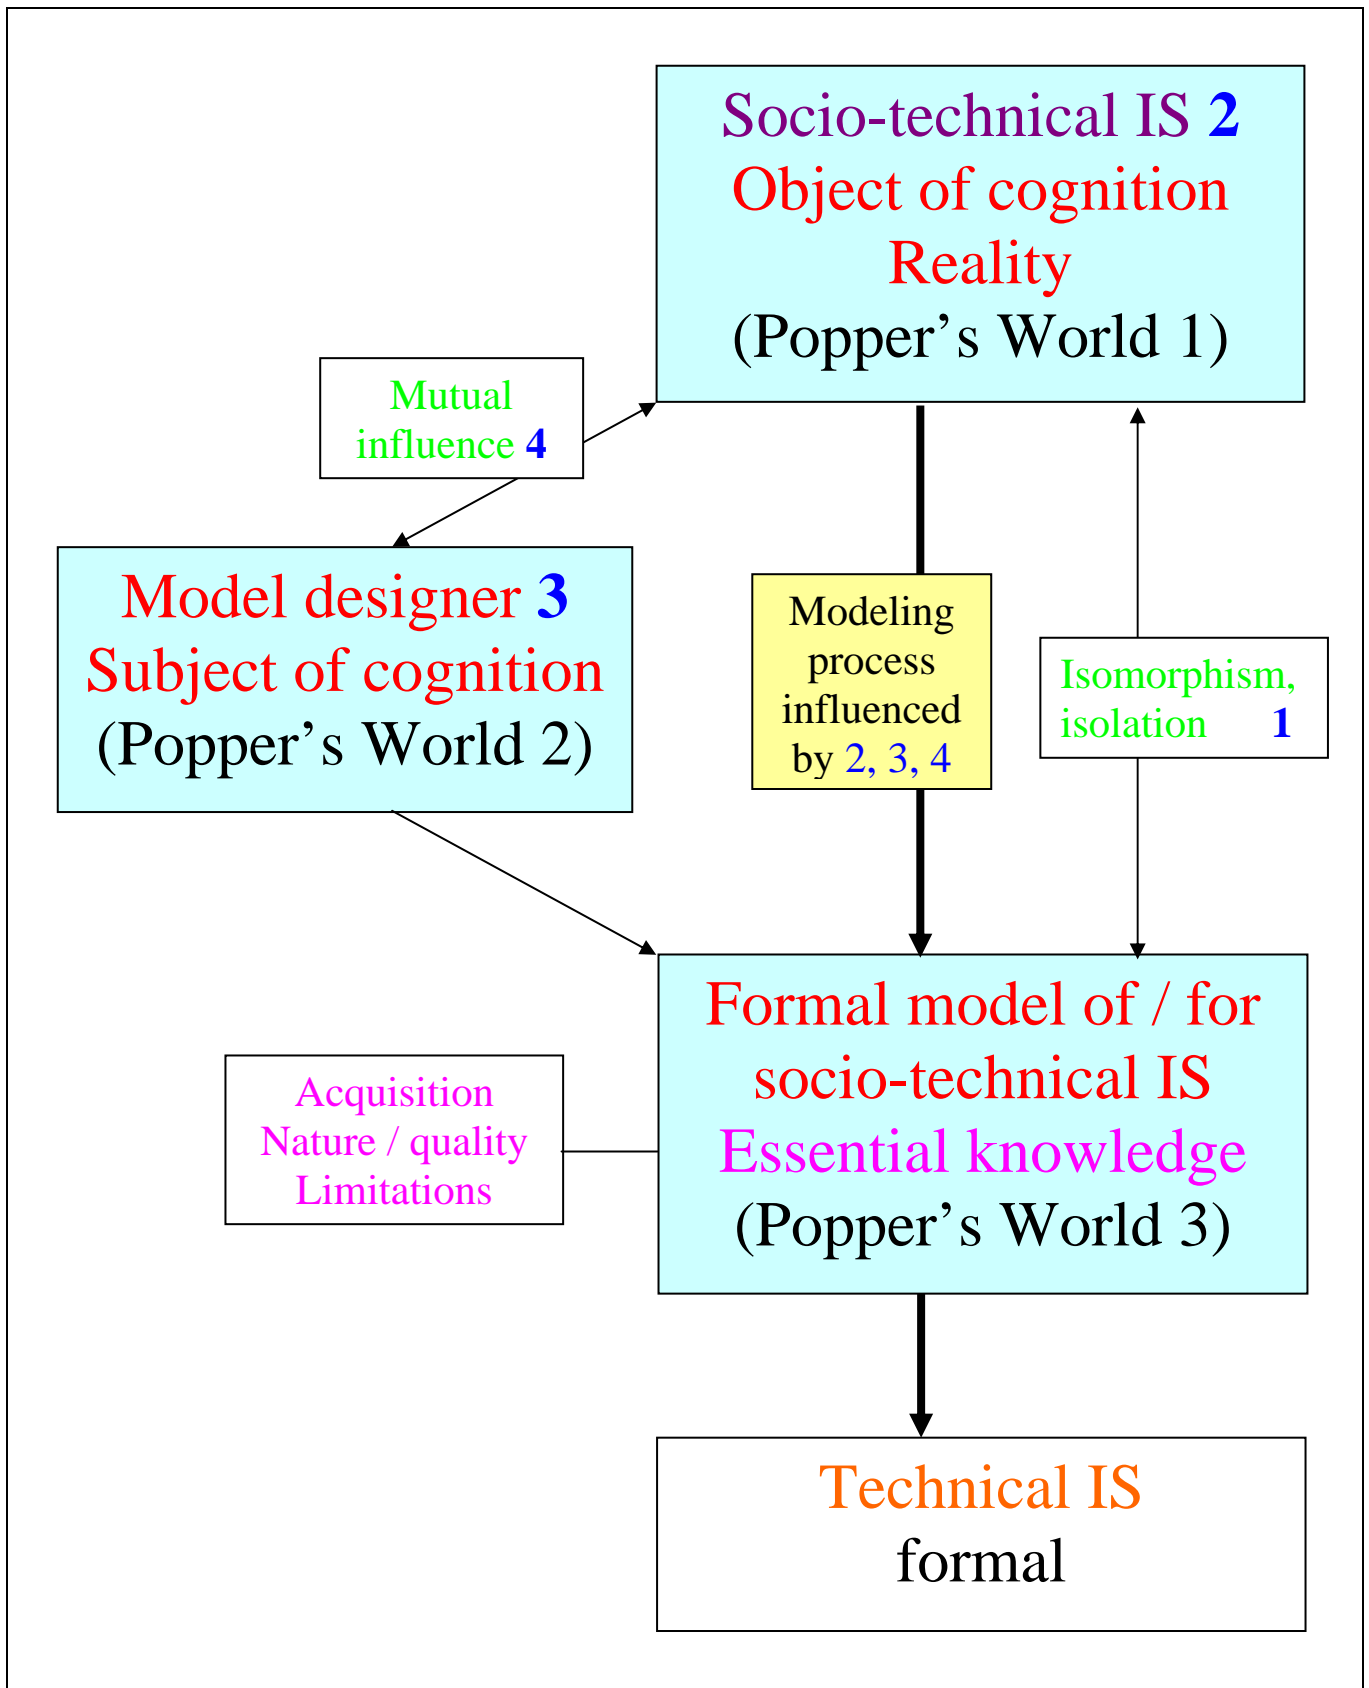 Socio-technical IS 2
Object of cognition
Reality
(Popper’s World 1)
Mutual
influence 4
Model designer 3
Subject of cognition
(Popper’s World 2)
Modeling
process
influenced
by 2, 3, 4
Isomorphism,
isolation 1
Formal model of / for
socio-technical IS
Essential knowledge
(Popper’s World 3)
Acquisition
Nature / quality
Limitations
Technical IS
formal